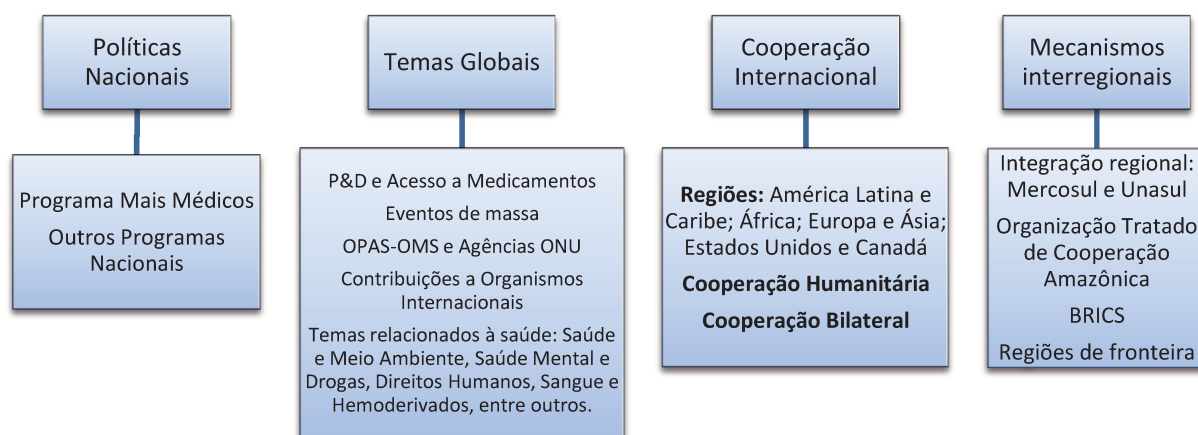 Políticas
Nacionais
Programa Mais Médicos
Outros Programas
Nacionais
Temas Globais
P&D e Acesso a Medicamentos
Eventos de massa
OPAS-OMS e Agências ONU
Contribuições a Organismos
Internacionais
Temas relacionados à saúde: Saúde
e Meio Ambiente, Saúde Mental e
Drogas, Direitos Humanos, Sangue e
Hemoderivados, entre outros.
Cooperação
Internacional
Regiões: América Latina e
Caribe; África; Europa e Ásia;
Estados Unidos e Canadá
Cooperação Humanitária
Cooperação Bilateral
Mecanismos
interregionais
Integração regional:
Mercosul e Unasul
Organização Tratado
de Cooperação
Amazônica
BRICS
Regiões de fronteira